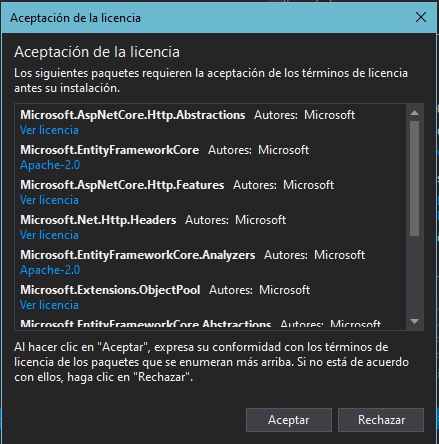 Aceptación de la licencia
Aceptación de la licencia
Los siguientes paquetes requieren la aceptación de los términos de licencia
antes su instalación.
Microsoft.AspNetCore.Http.Abstractions Autores: Microsoft
Ver licencia
Microsoft.EntityFrameworkCore Autores: Microsoft
Apache-2.0
Microsoft.AspNetCore.Http.Features Autores: Microsoft
Ver licencia
Microsoft.Net.Http.Headers Autores: Microsoft
Ver licencia
Microsoft.EntityFrameworkCore.Analyzers Autores: Microsoft
Apache-2.0
Microsoft.Extensions.ObjectPool Autores: Microsoft
Ver licencia
Microsoft.EntityFrameworkCore.Abstractions Autores: Microsoft
Al hacer clic en "Aceptar", expresa su conformidad con los términos de
licencia de los paquetes que se enumeran más arriba. Si no está de acuerdo
con ellos, haga clic en "Rechazar".
Aceptar Rechazar